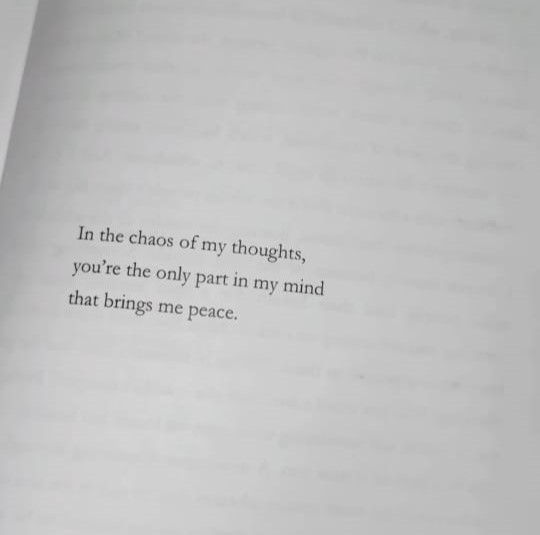 In the chaos of my thoughts,
you're the only part in my mind
that brings me peace.